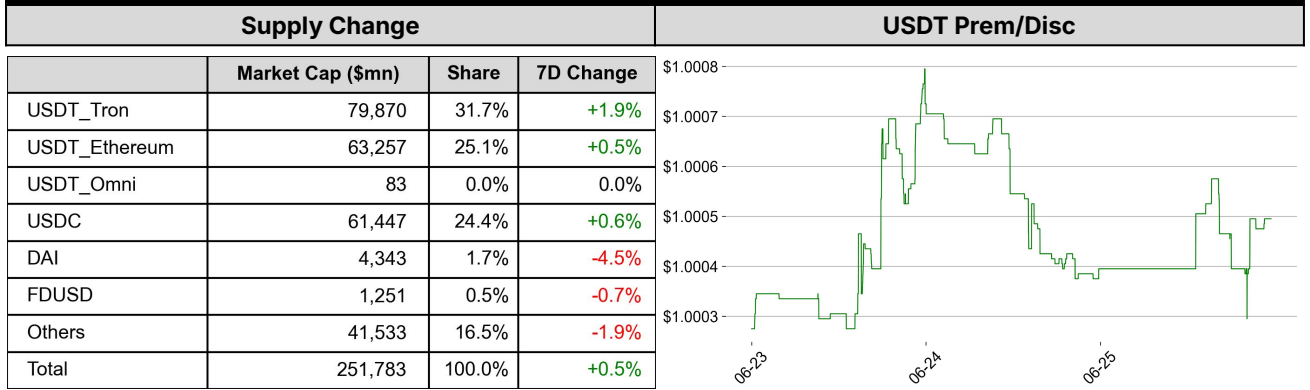 Supply Change
Market Cap ($mn) Share 7D Change
USDT_Tron 79,870 31.7% +1.9%
USDT_Ethereum 63,257 25.1% +0.5%
USDT_Omni 83 0.0% 0.0%
USDC 61,447 24.4% +0.6%
DAI 4,343 1.7% -4.5%
FDUSD 1,251 0.5% -0.7%
Others 41,533 16.5% -1.9%
Total 251,783 100.0% +0.5%
USDT Prem/Disc
$1.0008
$1.0007
$1.0006
$1.0005
$1.0004
$1.0003
06-23 06-24 06-25